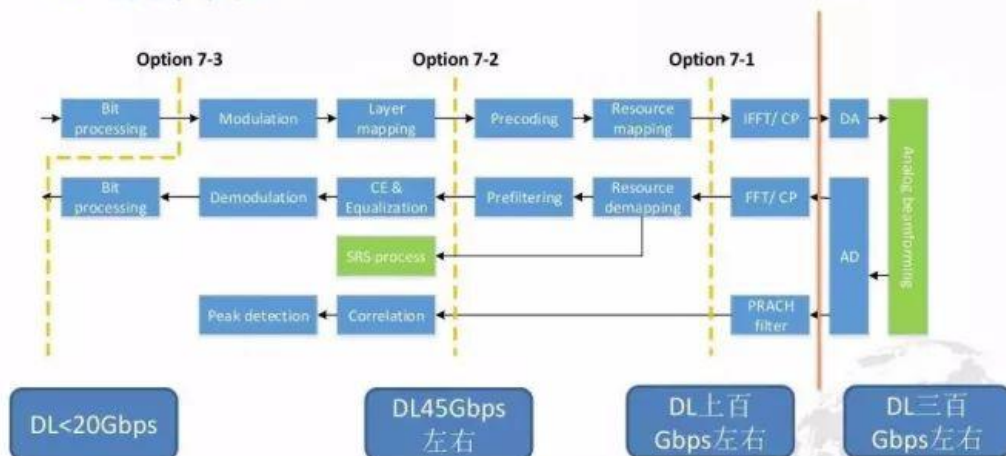 Option 7-3
Option 7-2
Option 7-1
Bit
processing
Modulation
Layer
mapping
Precoding
Resource
mapping
IFFT/ CP
DA
Analog beamforming
Bit
processing
Demodulation
CE &
Equalization
Prefiltering
Resource
demapping
FFT/ CP
AD
SRS process
Peak detection
Correlation
PRACH
filter
DL<20Gbps
DL45Gbps
左右
DL上百
Gbps左右
DL三百
Gbps左右